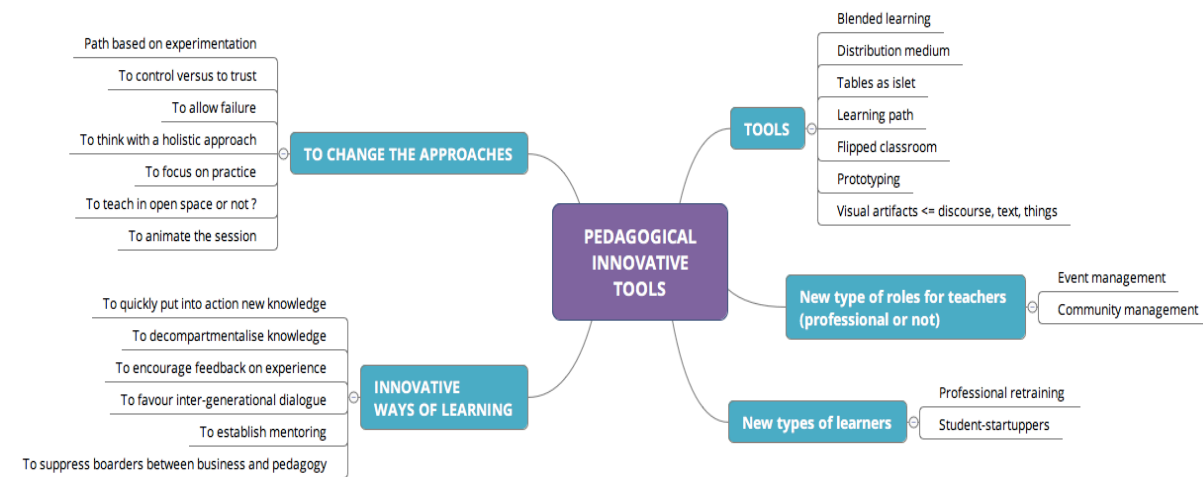 PEDAGOGICAL
INNOVATIVE
TOOLS
TO CHANGE THE APPROACHES
Path based on experimentation
To control versus to trust
To allow failure
To think with a holistic approach
To focus on practice
To teach in open space or not ?
To animate the session
INNOVATIVE
WAYS OF LEARNING
To quickly put into action new knowledge
To decompartmentalise knowledge
To encourage feedback on experience
To favour inter-generational dialogue
To establish mentoring
To suppress boarders between business and pedagogy
TOOLS
Blended learning
Distribution medium
Tables as islet
Learning path
Flipped classroom
Prototyping
Visual artifacts <= discourse, text, things
New type of roles for teachers
(professional or not)
Event management
Community management
New types of learners
Professional retraining
Student-startuppers